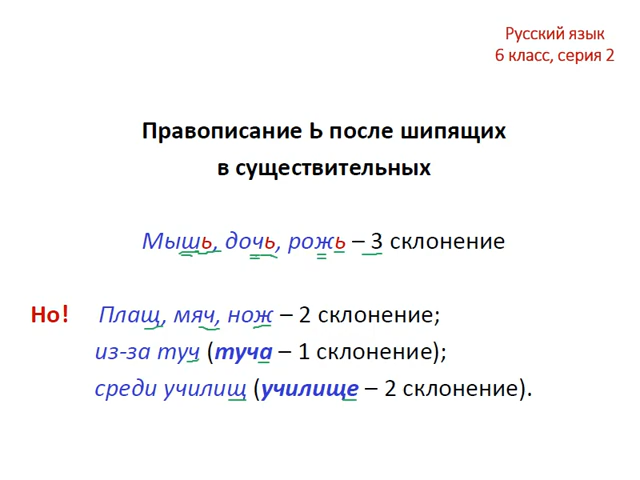 Русский язык
6 класс, серия 2
Правописание Ь после шипящих
в существительных
Мышь, дочь, рожь – 3 склонение
Но! Плащ, мяч, нож – 2 склонение;
из-за туч (туча – 1 склонение);
среди училищ (училище – 2 склонение).